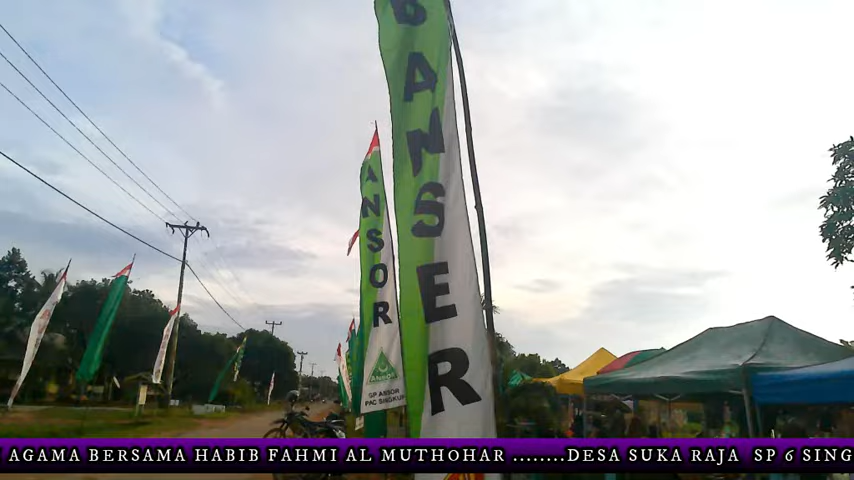 BANSER
ANSOR
GP ANSOR
PAC SINGKUP
AGAMA BERSAMA HABIB FAHMI AL MUTHOHAR ........DESA SUKA RAJA SP 6 SING